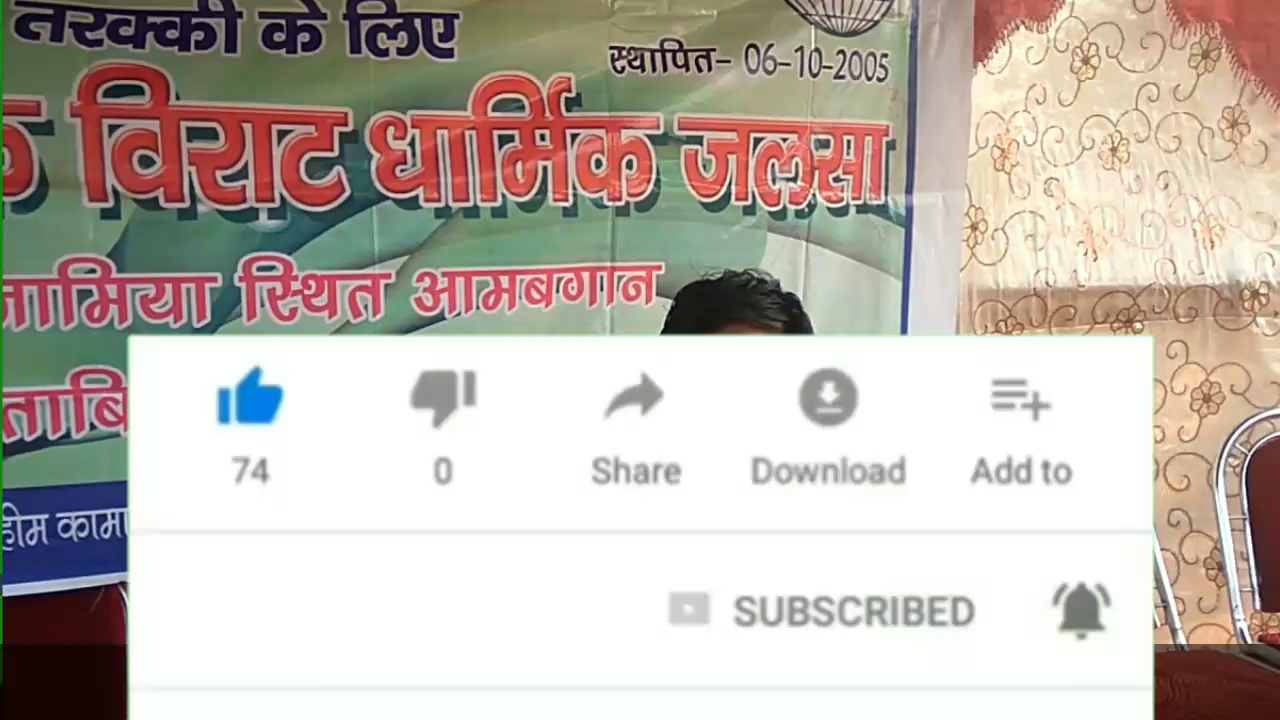 तरक्की के लिए
स्थापित- 06-10-2005
विराट धार्मिक जलसा
जामिया स्थित आमबगान
74
0
Share
Download
Add to
SUBSCRIBED